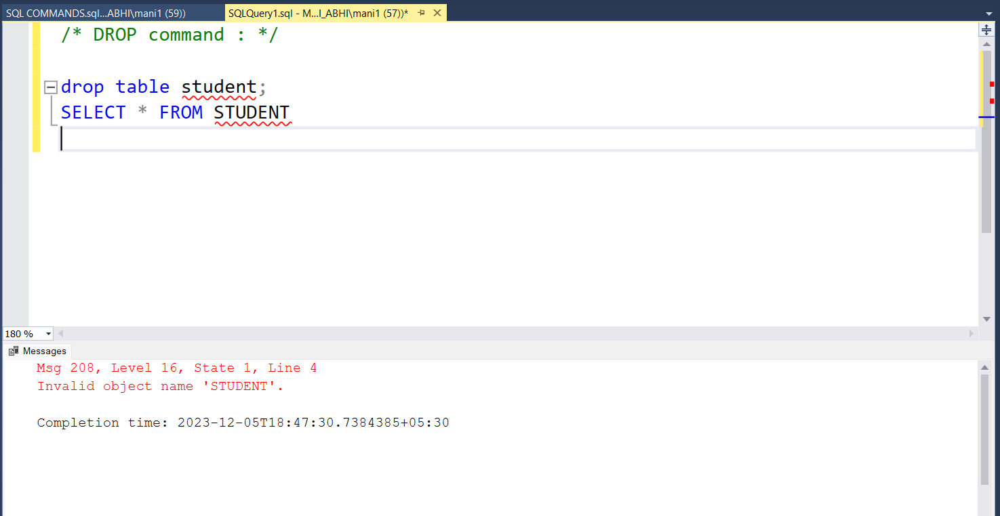 SQL COMMANDS.sql...ABHI\mani1 (59))
SQLQuery1.sql - M...I_ABHI\mani1 (57))*
/* DROP command : */
drop table student;
SELECT * FROM STUDENT
180 %
Messages
Msg 208, Level 16, State 1, Line 4
Invalid object name 'STUDENT'.
Completion time: 2023-12-05T18:47:30.7384385+05:30